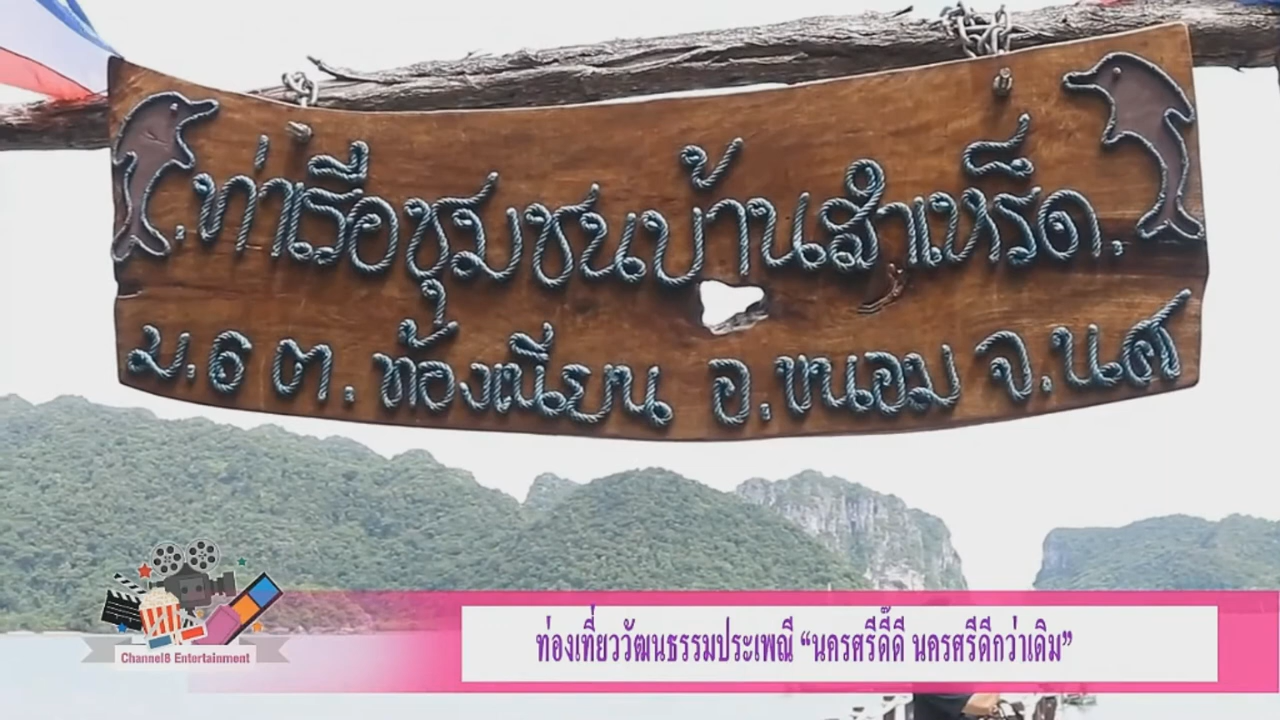 .ท่าเรือชุมชนบ้านสำเหร็ด.
ม.๖ ต.ท้องเนียน อ.ขนอม จ.นศ
Channel8 Entertainment
ท่องเที่ยววัฒนธรรมประเพณี “นครศรีดี๊ดี นครศรีดีกว่าเดิม”